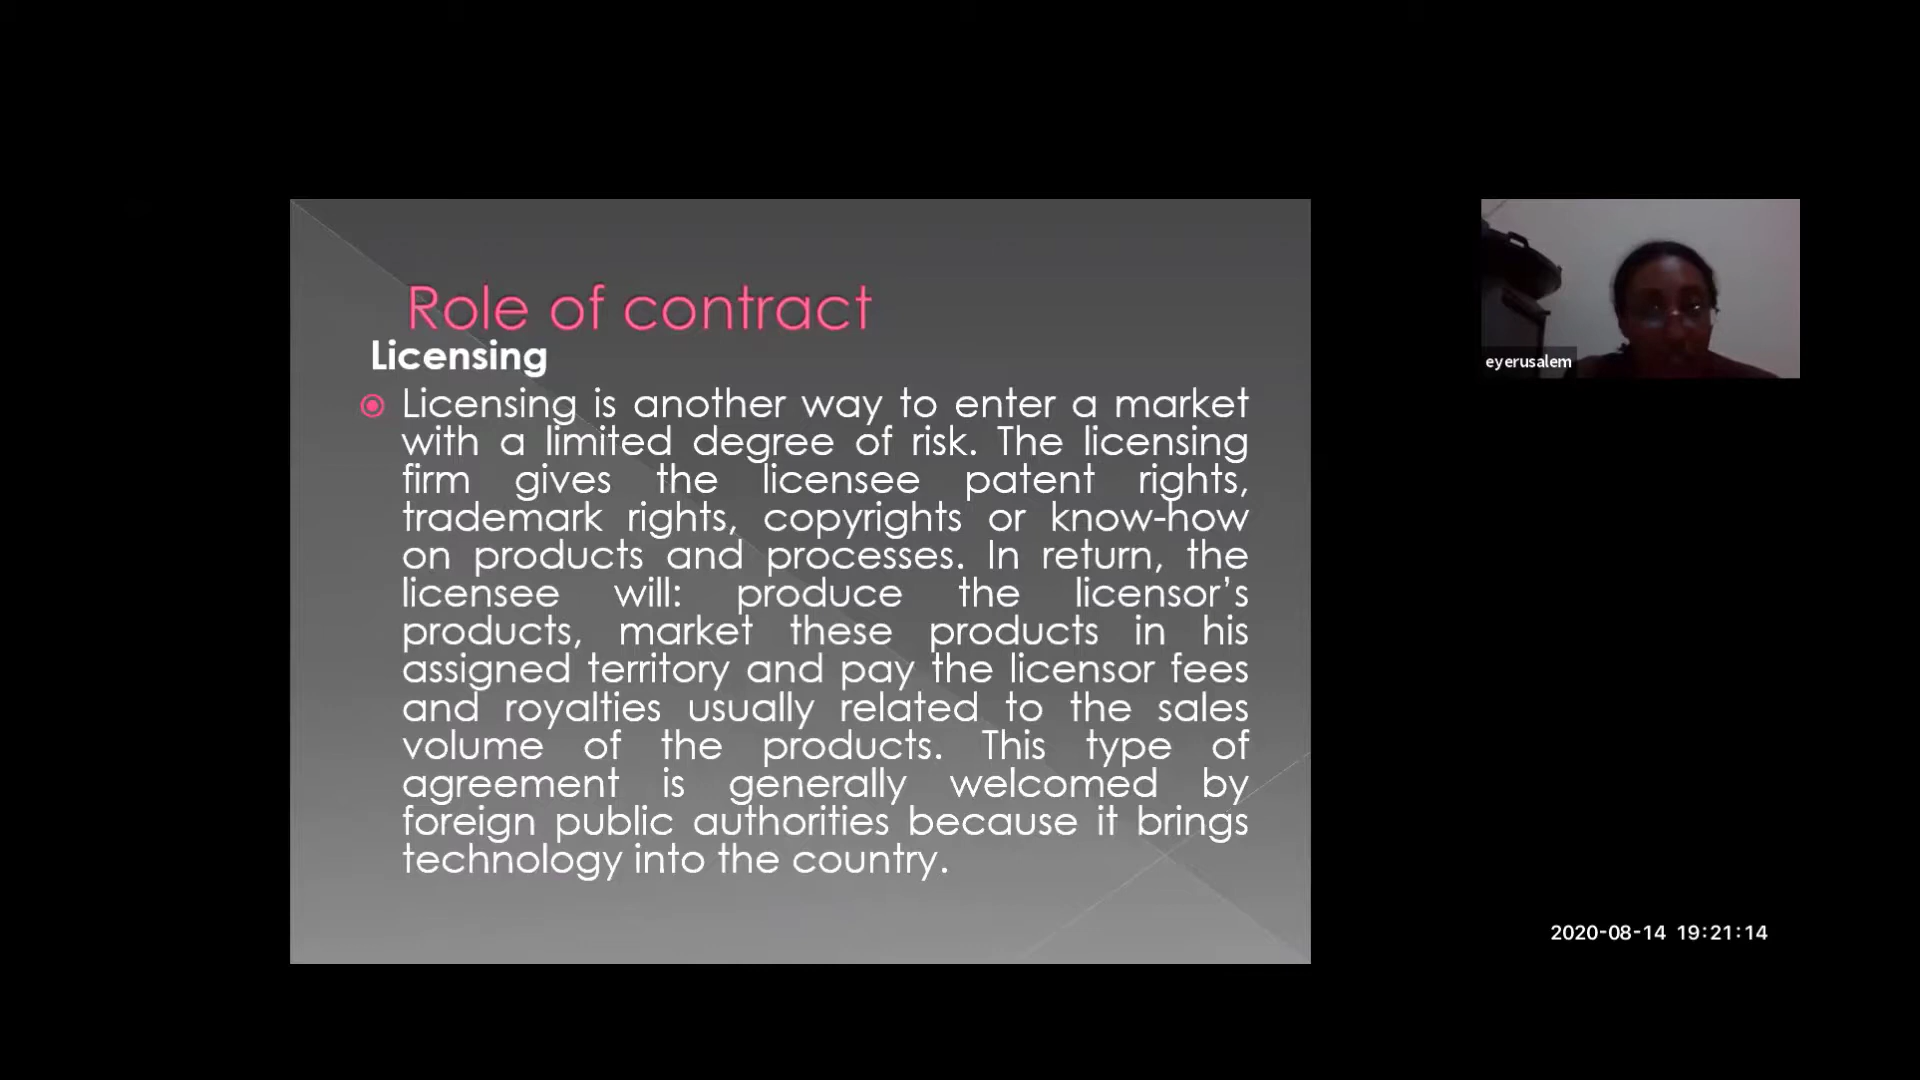 Role of contract
Licensing
Licensing is another way to enter a market
with a limited degree of risk. The licensing
firm gives the licensee patent rights,
trademark rights, copyrights or know-how
on products and processes. In return, the
licensee will: produce the licensor’s
products, market these products in his
assigned territory and pay the licensor fees
and royalties usually related to the sales
volume of the products. This type of
agreement is generally welcomed by
foreign public authorities because it brings
technology into the country.
eyerusalem
2020-08-14 19:21:14